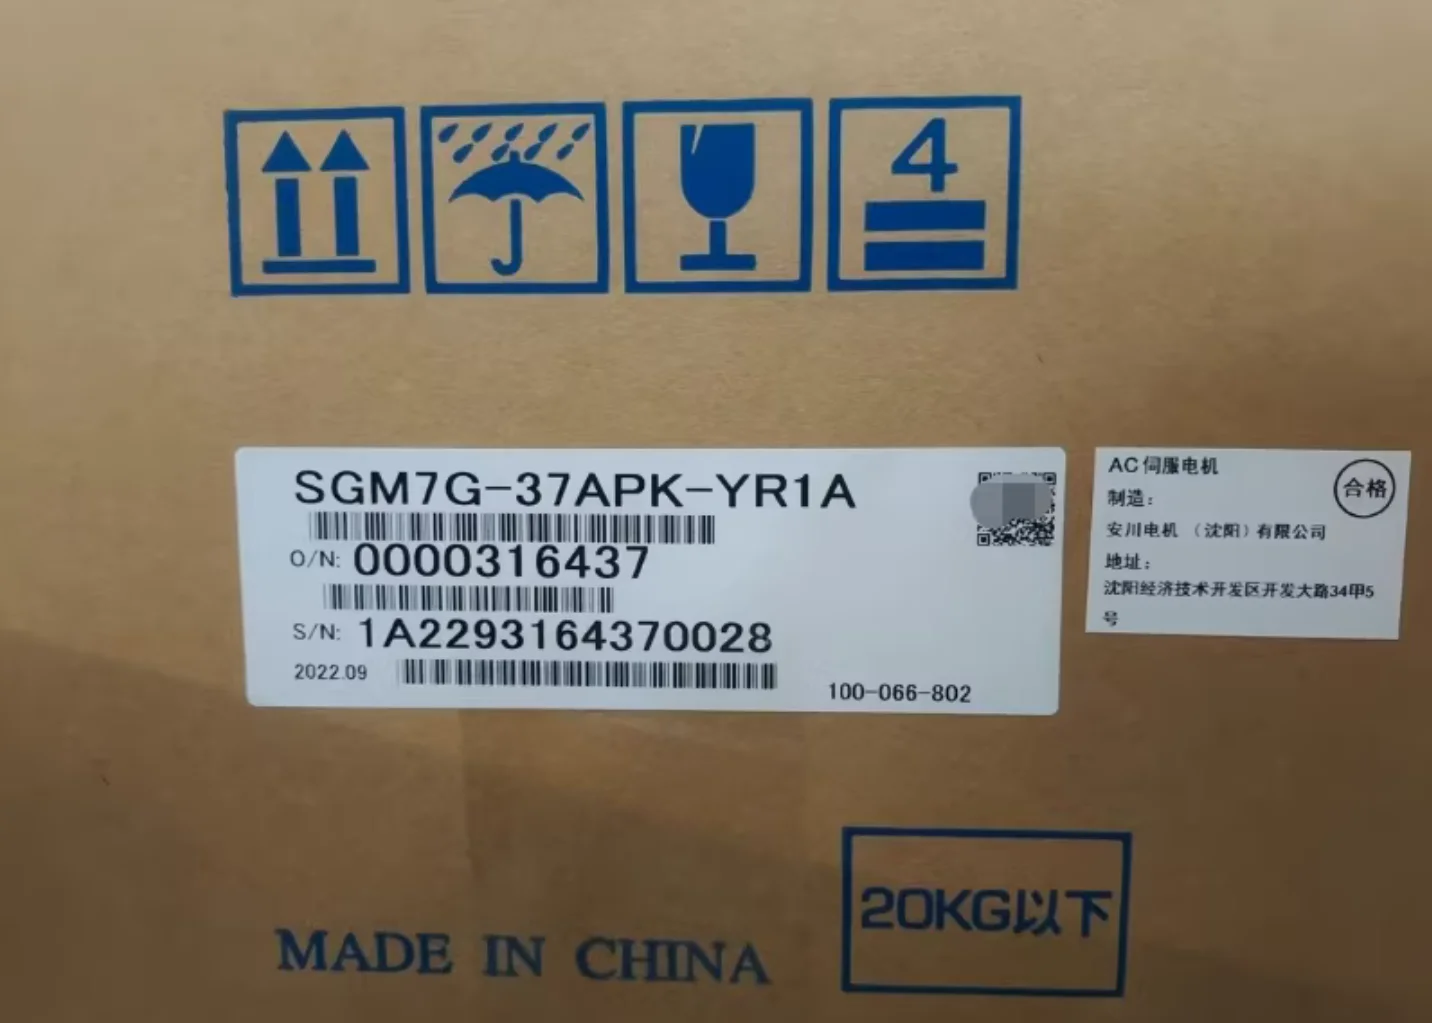 4
SGM7G-37APK-YR1A
O/N: 0000316437
S/N: 1A2293164370028
2022.09
100-066-802
AC伺服电机
合格
制造：
安川电机 （沈阳）有限公司
地址：
沈阳经济技术开发区开发大路34甲5
号
20KG以下
MADE IN CHINA